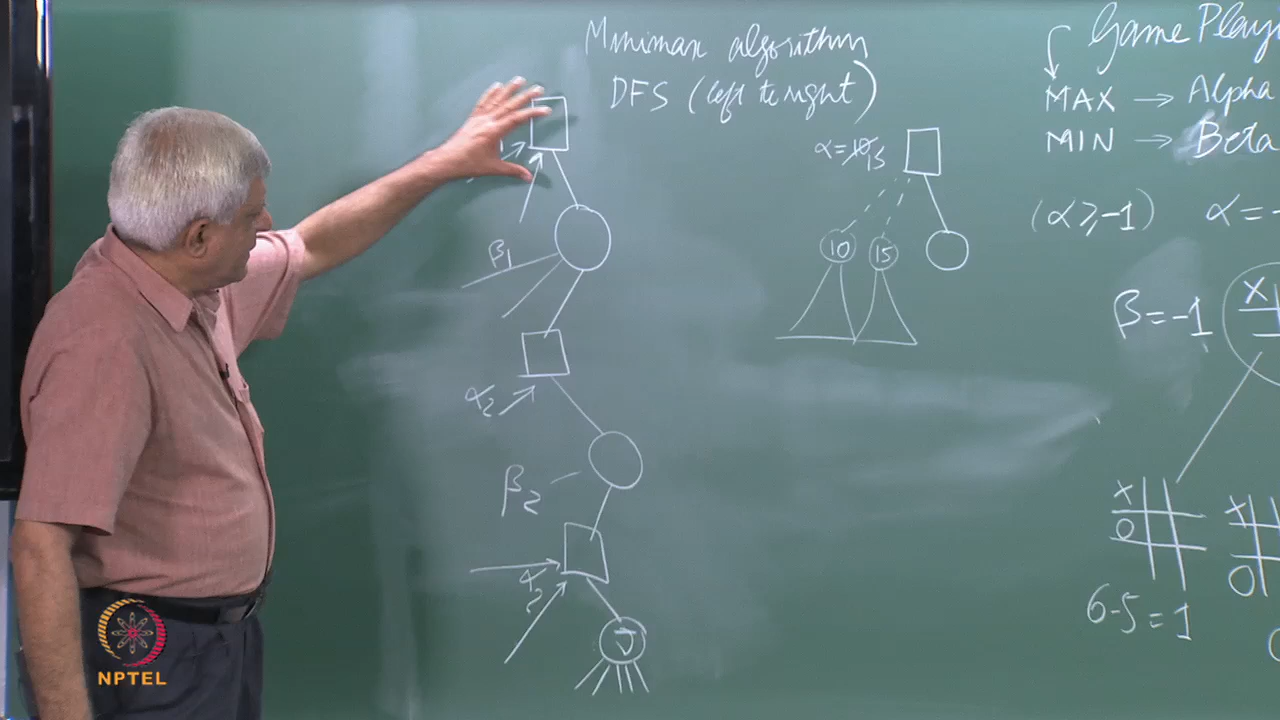 Minimax algorithm
DFS (left to right)
Game Play
MAX → Alpha
MIN → Beta
α = 10 15
(α ≥ -1) α = -
10 15
β1
β = -1
X
α2
β2
X
O
X
O
J
6-5 = 1
NPTEL